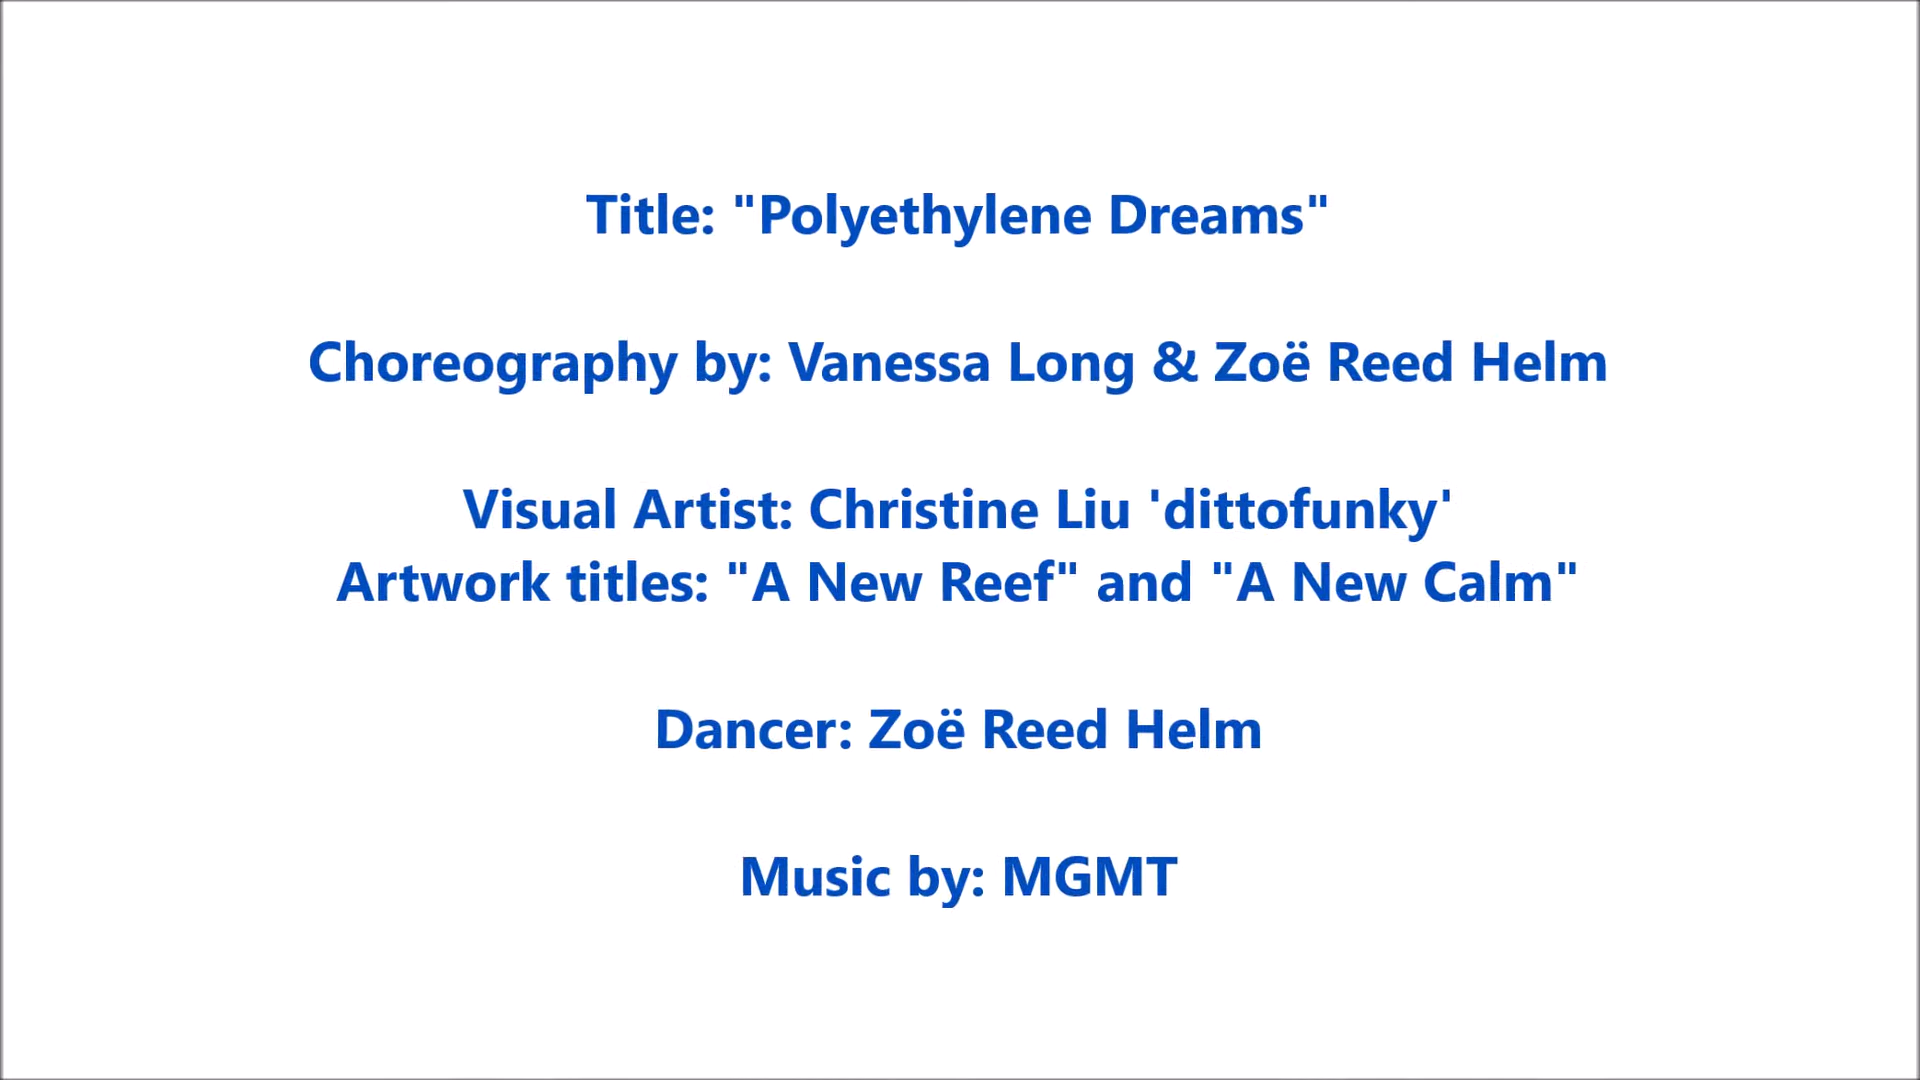 Title: "Polyethylene Dreams"
Choreography by: Vanessa Long & Zoë Reed Helm
Visual Artist: Christine Liu 'dittofunky'
Artwork titles: "A New Reef" and "A New Calm"
Dancer: Zoë Reed Helm
Music by: MGMT